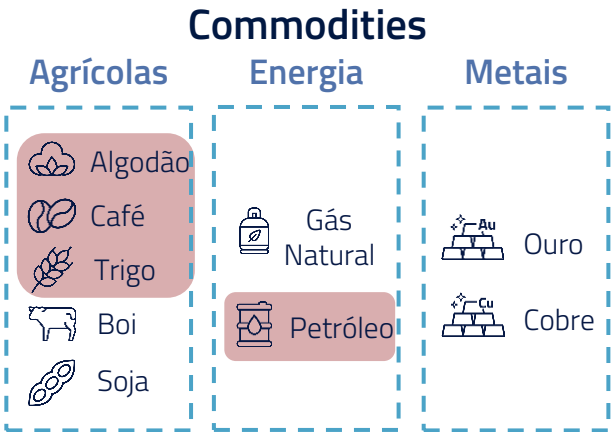 Commodities
Agrícolas
Energia
Metais
Algodão
Café
Trigo
Boi
Soja
Gás
Natural
Petróleo
Au
Ouro
Cu
Cobre